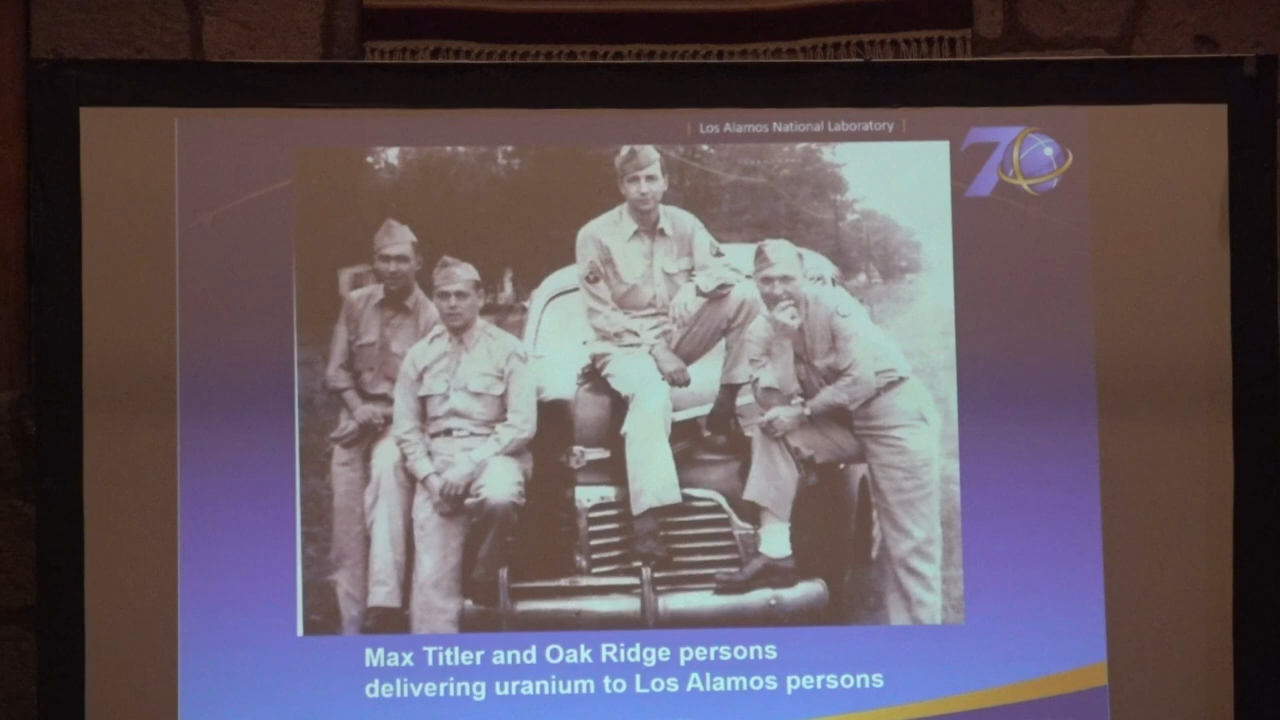 Los Alamos National Laboratory
70
Max Titler and Oak Ridge persons
delivering uranium to Los Alamos persons